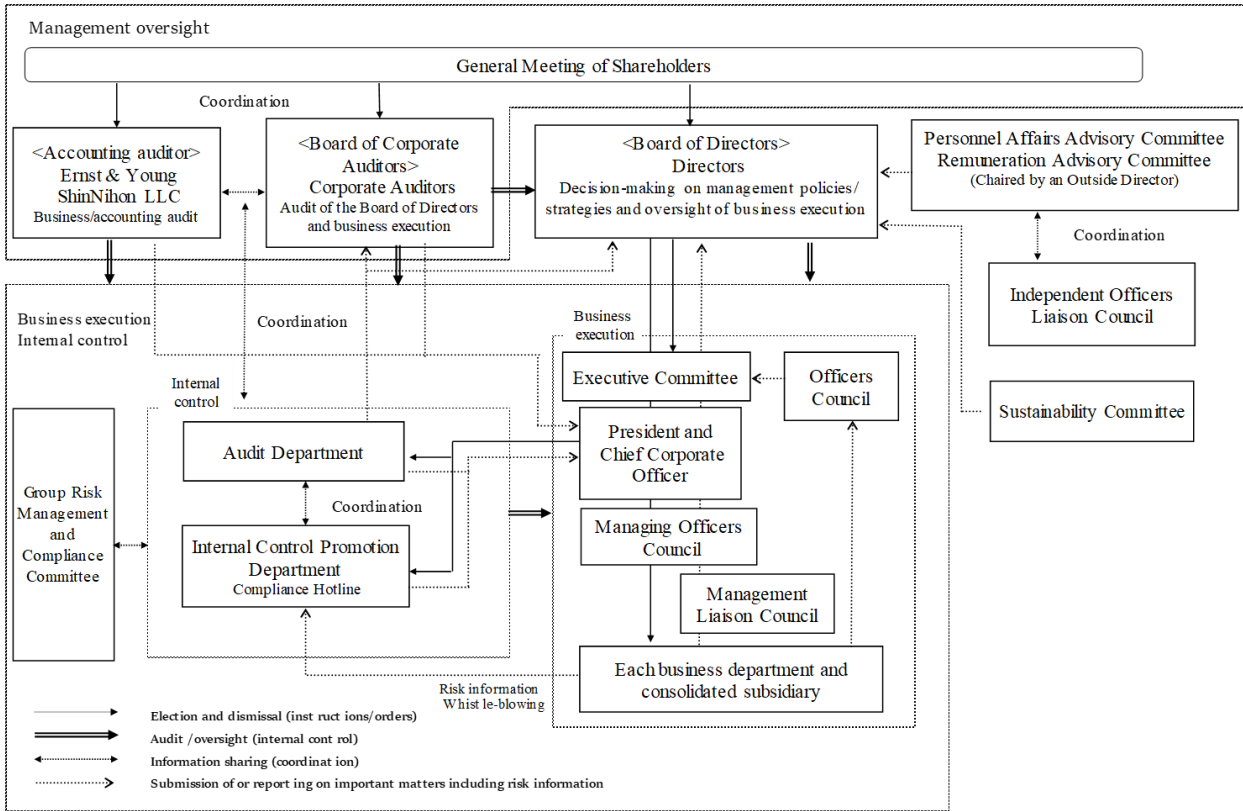 Management oversight
General Meeting of Shareholders
Coordination
<Accounting auditor>
Ernst & Young
ShinNihon LLC
Business/accounting audit
<Board of Corporate
Auditors>
Corporate Auditors
Audit of the Board of Directors
and business execution
<Board of Directors>
Directors
Decision-making on management policies/
strategies and oversight of business execution
Personnel Affairs Advisory Committee
Remuneration Advisory Committee
(Chaired by an Outside Director)
Coordination
Independent Officers
Liaison Council
Sustainability Committee
Business execution
Internal control
Coordination
Business
execution
Executive Committee
Officers
Council
Internal
control
Audit Department
President and
Chief Corporate
Officer
Group Risk
Management
and
Compliance
Committee
Coordination
Internal Control Promotion
Department
Compliance Hotline
Managing Officers
Council
Management
Liaison Council
Each business department and
consolidated subsidiary
Risk information
Whist le-blowing
Election and dismissal (inst ruct ions/orders)
Audit /oversight (internal cont rol)
Information sharing (coordinat ion)
Submission of or report ing on important matters including risk information